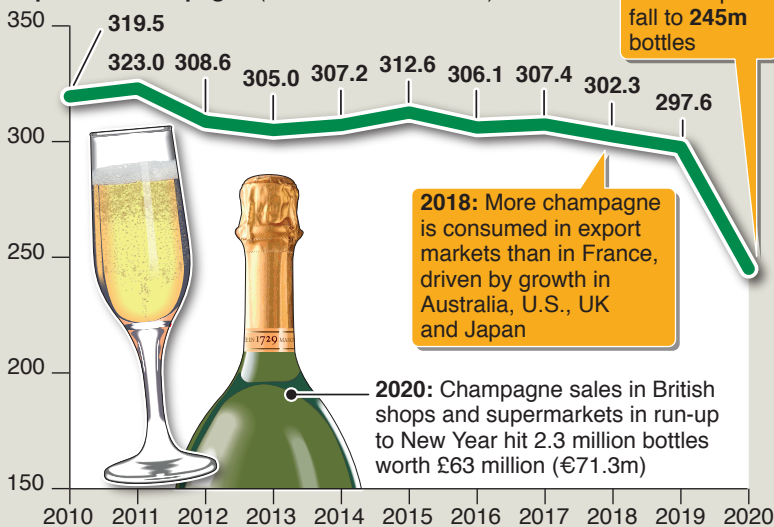 fall to 245m
bottles
350
319.5
323.0 308.6 305.0 307.2 312.6 306.1 307.4 302.3 297.6
300
2018: More champagne
is consumed in export
markets than in France,
driven by growth in
Australia, U.S., UK
and Japan
250
1729
200
2020: Champagne sales in British
shops and supermarkets in run-up
to New Year hit 2.3 million bottles
worth £63 million (€71.3m)
150
2010 2011 2012 2013 2014 2015 2016 2017 2018 2019 2020